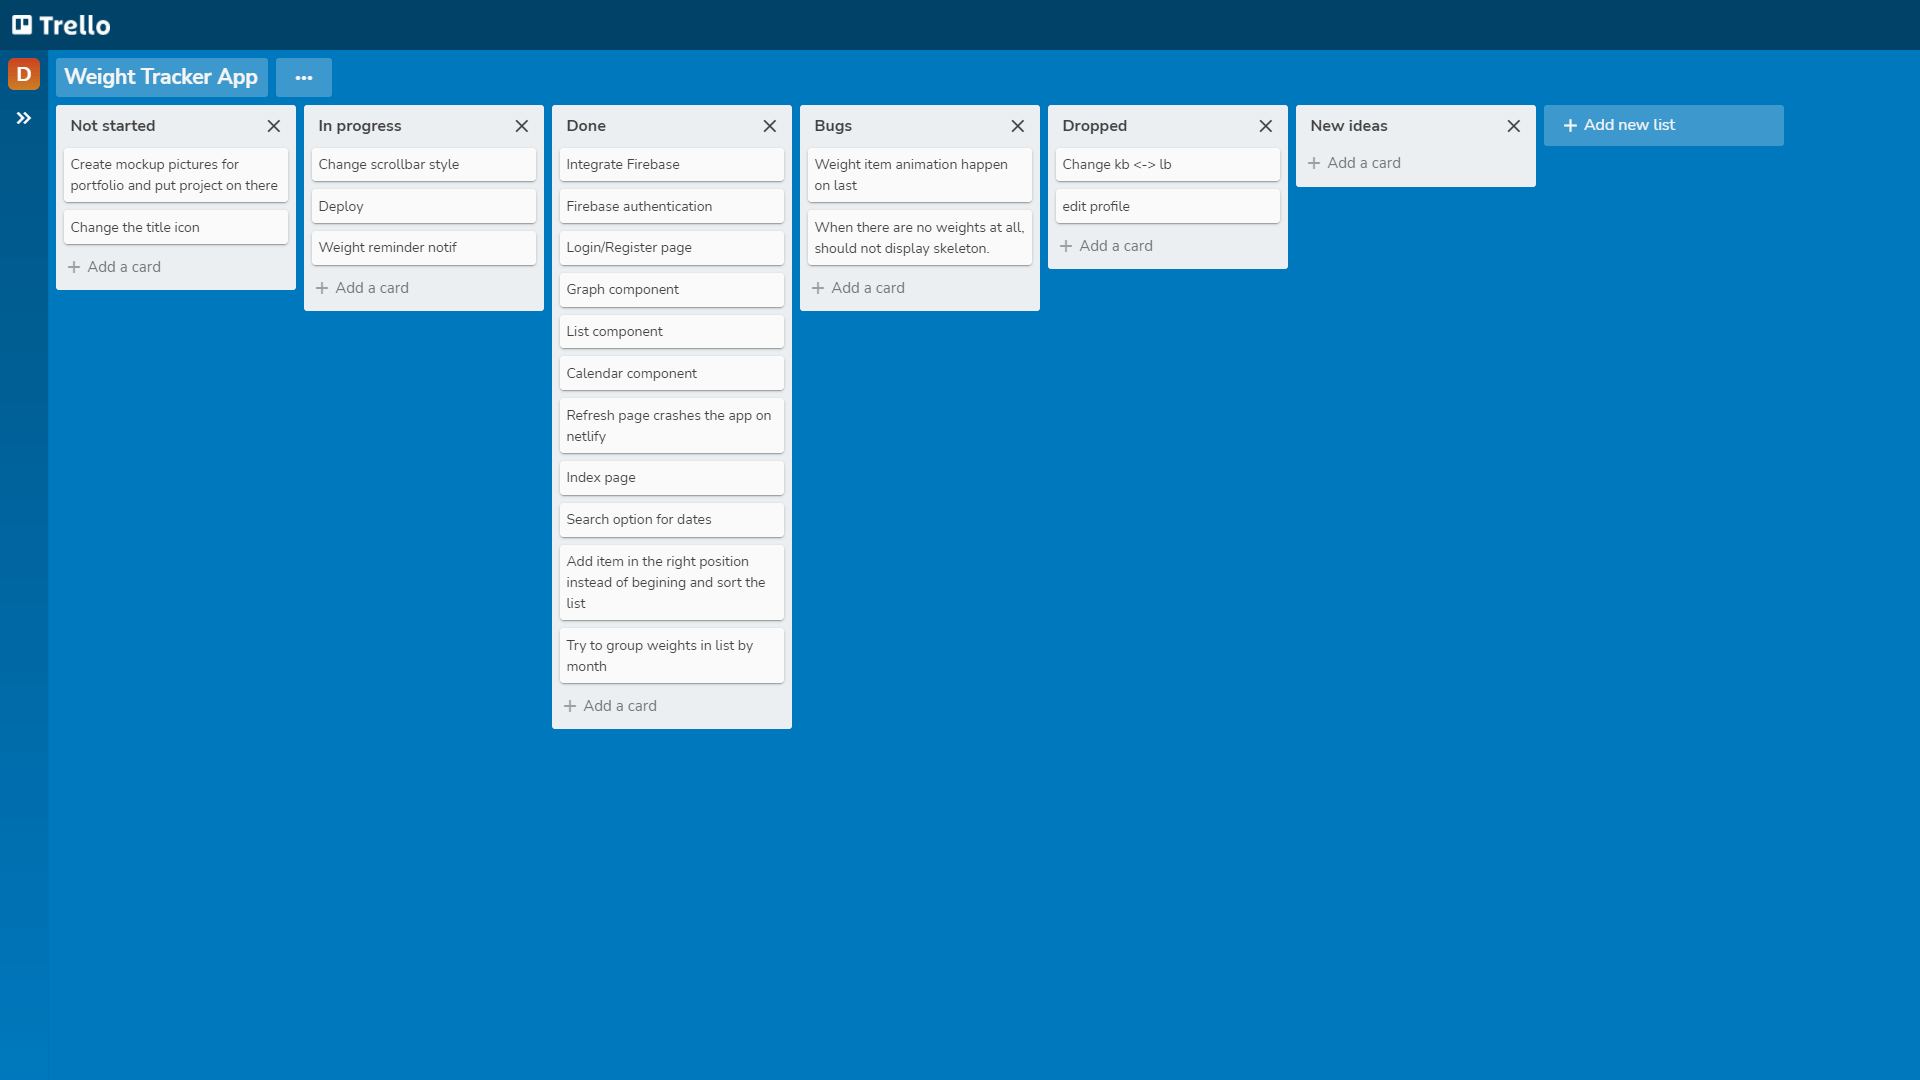 Trello
D
Weight Tracker App
Not started
Create mockup pictures for
portfolio and put project on there
Change the title icon
Add a card
In progress
Change scrollbar style
Deploy
Weight reminder notif
Add a card
Done
Integrate Firebase
Firebase authentication
Login/Register page
Graph component
List component
Calendar component
Refresh page crashes the app on
netlify
Index page
Search option for dates
Add item in the right position
instead of begining and sort the
list
Try to group weights in list by
month
Add a card
Bugs
Weight item animation happen
on last
When there are no weights at all,
should not display skeleton.
Add a card
Dropped
Change kb <-> lb
edit profile
Add a card
New ideas
Add a card
Add new list